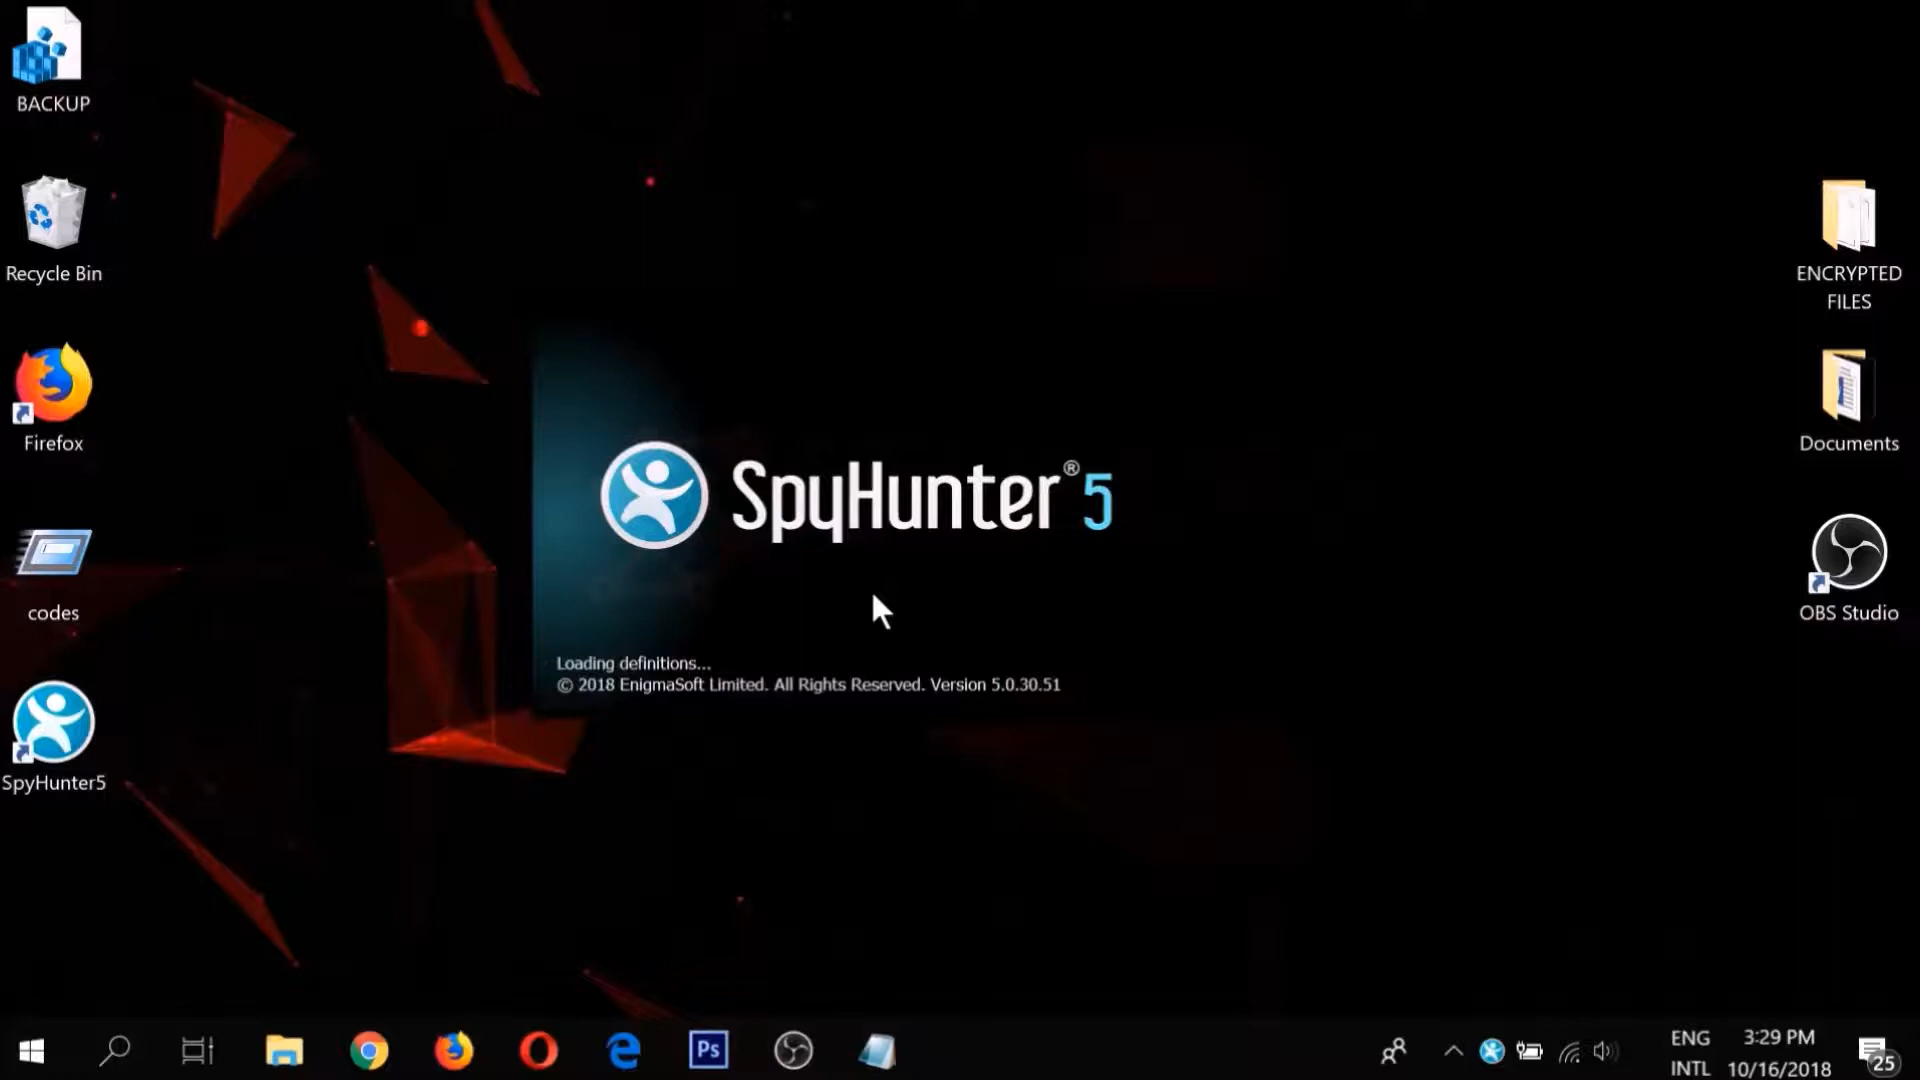 BACKUP
Recycle Bin
Firefox
codes
SpyHunter5
SpyHunter®5
Loading definitions...
© 2018 EnigmaSoft Limited. All Rights Reserved. Version 5.0.30.51
ENCRYPTED
FILES
Documents
OBS Studio
Ps
ENG
INTL
3:29 PM
10/16/2018
25